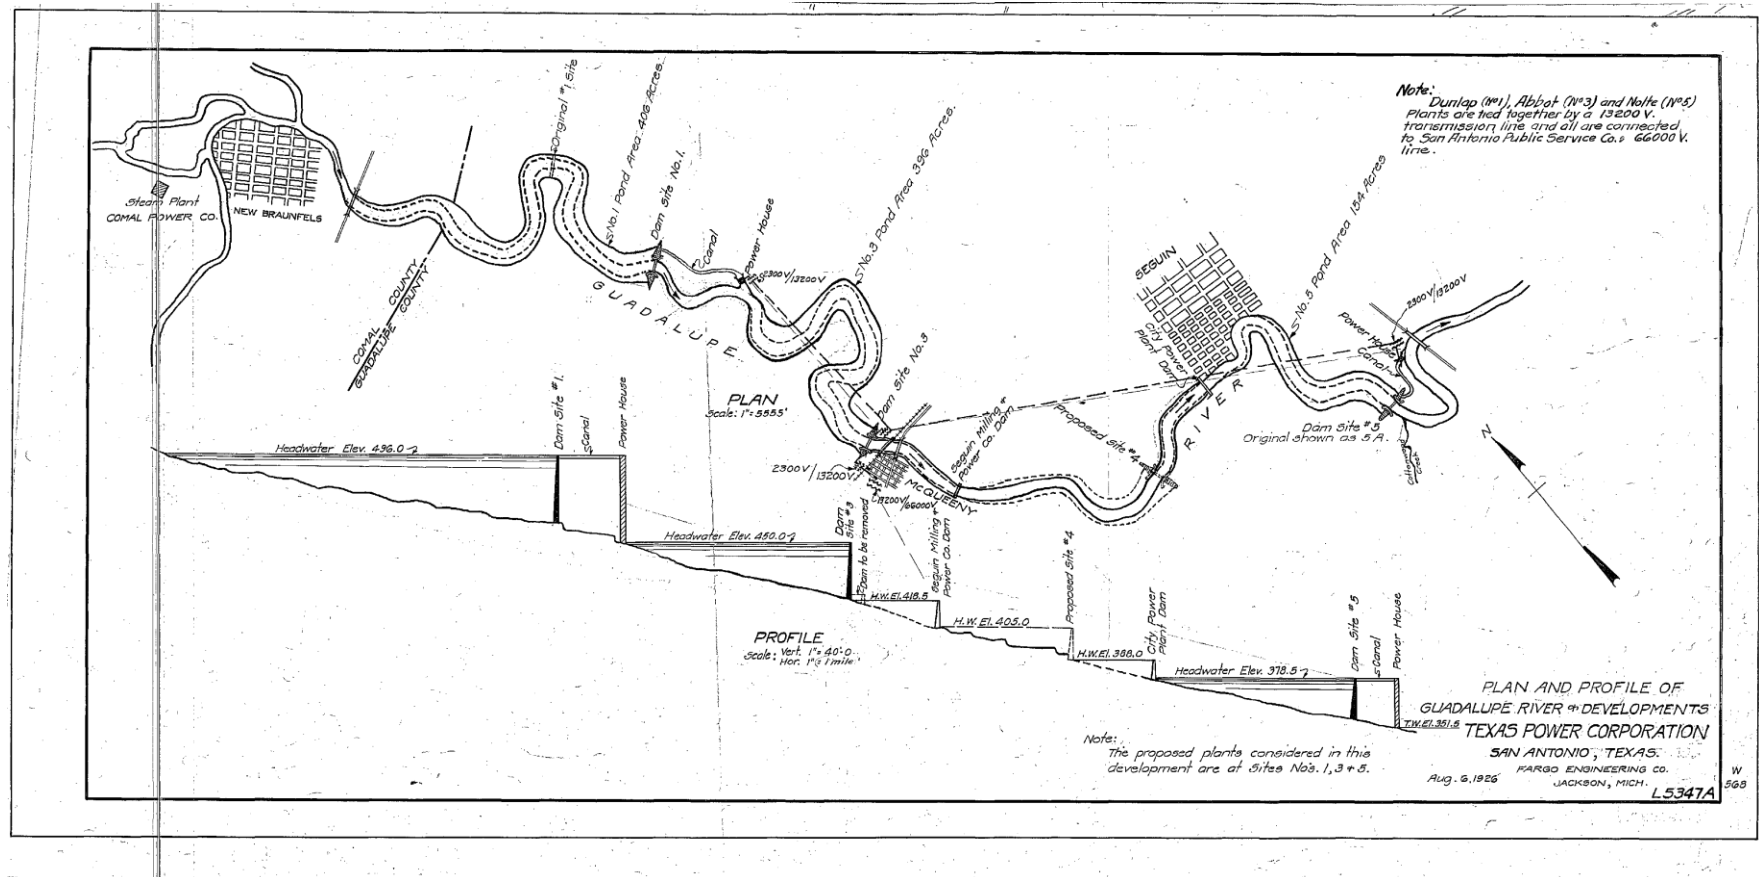 Original #1 Site
No.1 Pond Area 406 Acres.
Dam Site No.1.
Canal
Power House
2300V/13200V
No.3 Pond Area 396 Acres.
Note:
Dunlap (Nº1), Abbot (Nº3) and Nolte (Nº5)
Plants are tied together by a 13200 V.
transmission line and all are connected
to San Antonio Public Service Co.s 66000 V.
line.
Steam Plant
COMAL POWER CO.
NEW BRAUNFELS
COMAL COUNTY
GUADALUPE COUNTY
GUADALUPE
RIVER
SEGUIN
City Power
Plant
Dam
No.5 Pond Area 154 Acres
2300V/13200V
Power House
Canal
Dam Site #5
Original shown as 5 A.
Creek
N
PLAN
Scale: 1"= 5555'
Dam Site No.3
Seguin Milling &
Power Co. Dam
Proposed Site #4
2300V
/13200V
McQUEENY
13200V/66000V
Headwater Elev. 496.0
Dam Site #1.
Canal
Power House
Headwater Elev. 450.0
Dam
Site #3
Dam to be removed
H.W.El.418.5
Seguin Milling &
Power Co. Dam
H.W. El. 405.0
Proposed Site #4
H.W.El. 388.0
City Power
Plant Dam
Headwater Elev. 378.5
Dam Site #5
Canal
Power House
T.W.El.351.5
PROFILE
Scale: Vert. 1"= 40'-0
Hor. 1"= 1 mile
Note:
The proposed plants considered in this
development are at Sites No's. 1, 3 & 5.
PLAN AND PROFILE OF
GUADALUPE RIVER & DEVELOPMENTS
TEXAS POWER CORPORATION
SAN ANTONIO, TEXAS.
FARGO ENGINEERING CO.
JACKSON, MICH.
Aug. 6, 1926
L5347A
W
568